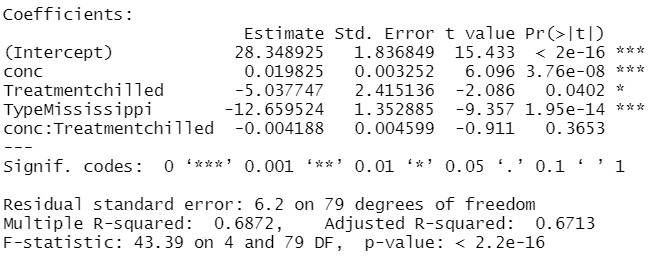 Coefficients:
                         Estimate Std. Error t value Pr(>|t|)    
(Intercept)             28.348925   1.836849  15.433  < 2e-16 ***
conc                     0.019825   0.003252   6.096 3.76e-08 ***
Treatmentchilled        -5.037747   2.415136  -2.086   0.0402 *  
TypeMississippi        -12.659524   1.352885  -9.357 1.95e-14 ***
conc:Treatmentchilled   -0.004188   0.004599  -0.911   0.3653    
---
Signif. codes:  0 ‘***’ 0.001 ‘**’ 0.01 ‘*’ 0.05 ‘.’ 0.1 ‘ ’ 1
Residual standard error: 6.2 on 79 degrees of freedom
Multiple R-squared:  0.6872,    Adjusted R-squared:  0.6713
F-statistic: 43.39 on 4 and 79 DF,  p-value: < 2.2e-16